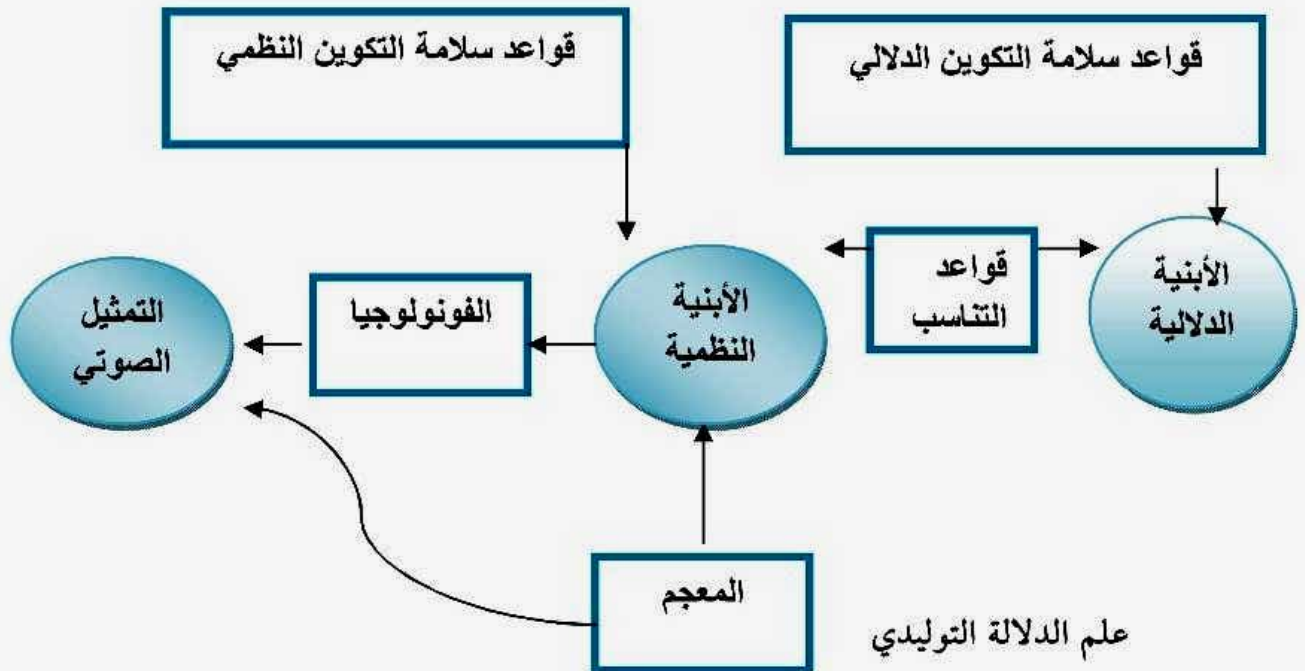 قواعد سلامة التكوين الدلالي
قواعد سلامة التكوين النظمي
الأبنية
الدلالية
قواعد
التناسب
الأبنية
النظمية
الفونولوجيا
التمثيل
الصوتي
المعجم
علم الدلالة التوليدي